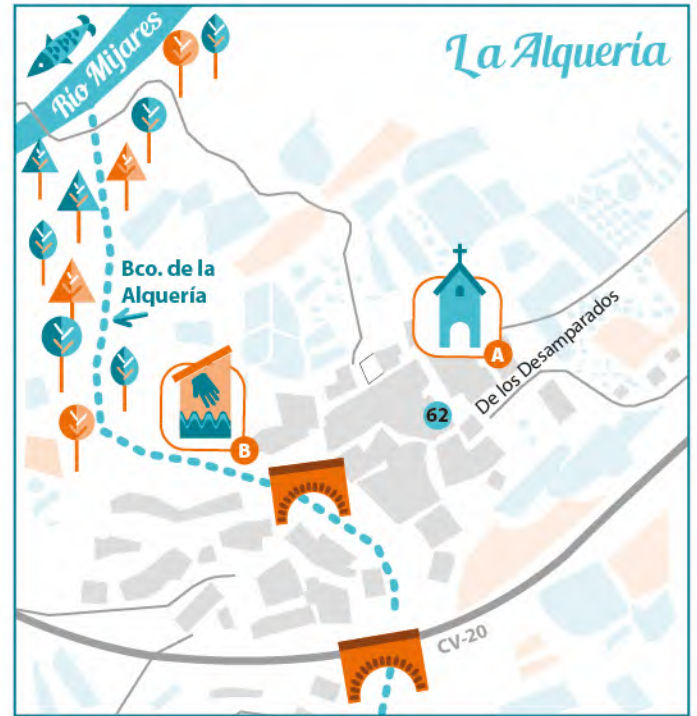 La Alquería
Río Mijares
Bco. de la
Alquería
A
De los Desamparados
62
B
CV-20